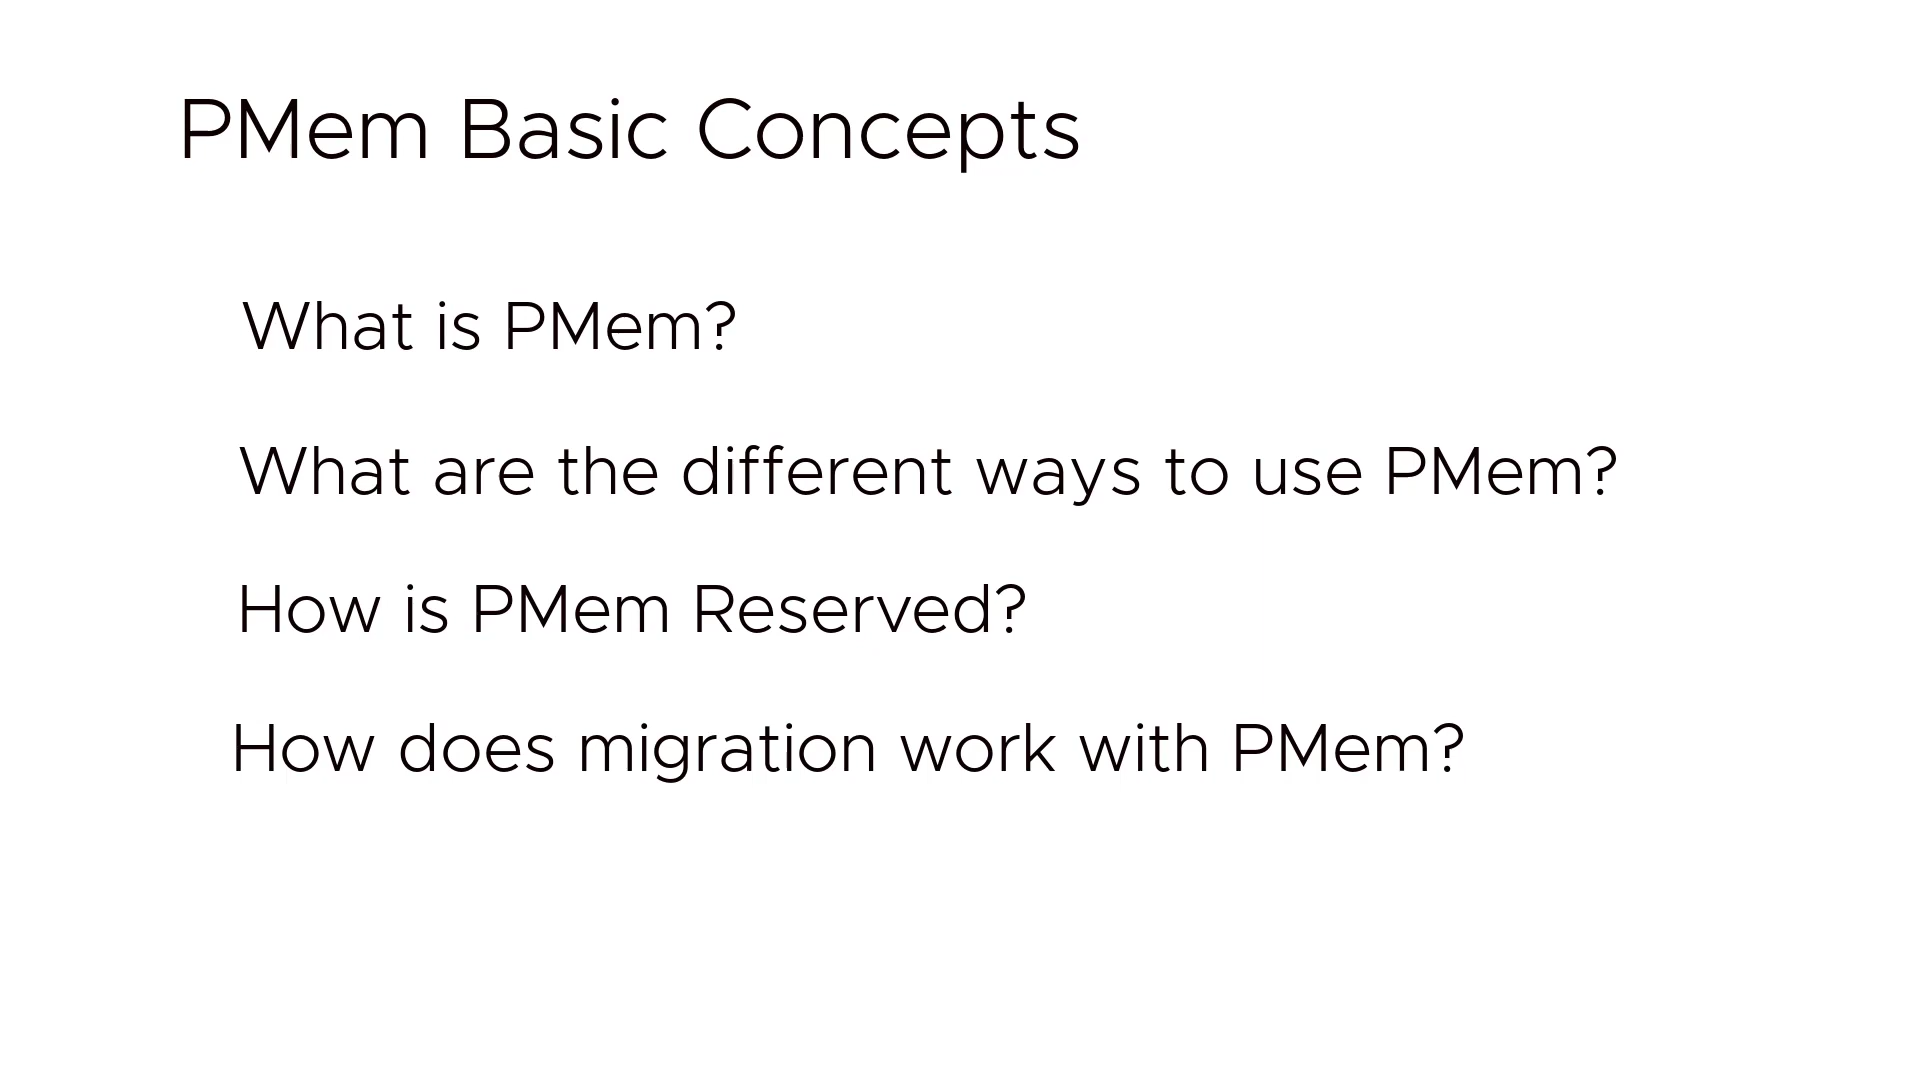 PMem Basic Concepts
What is PMem?
What are the different ways to use PMem?
How is PMem Reserved?
How does migration work with PMem?